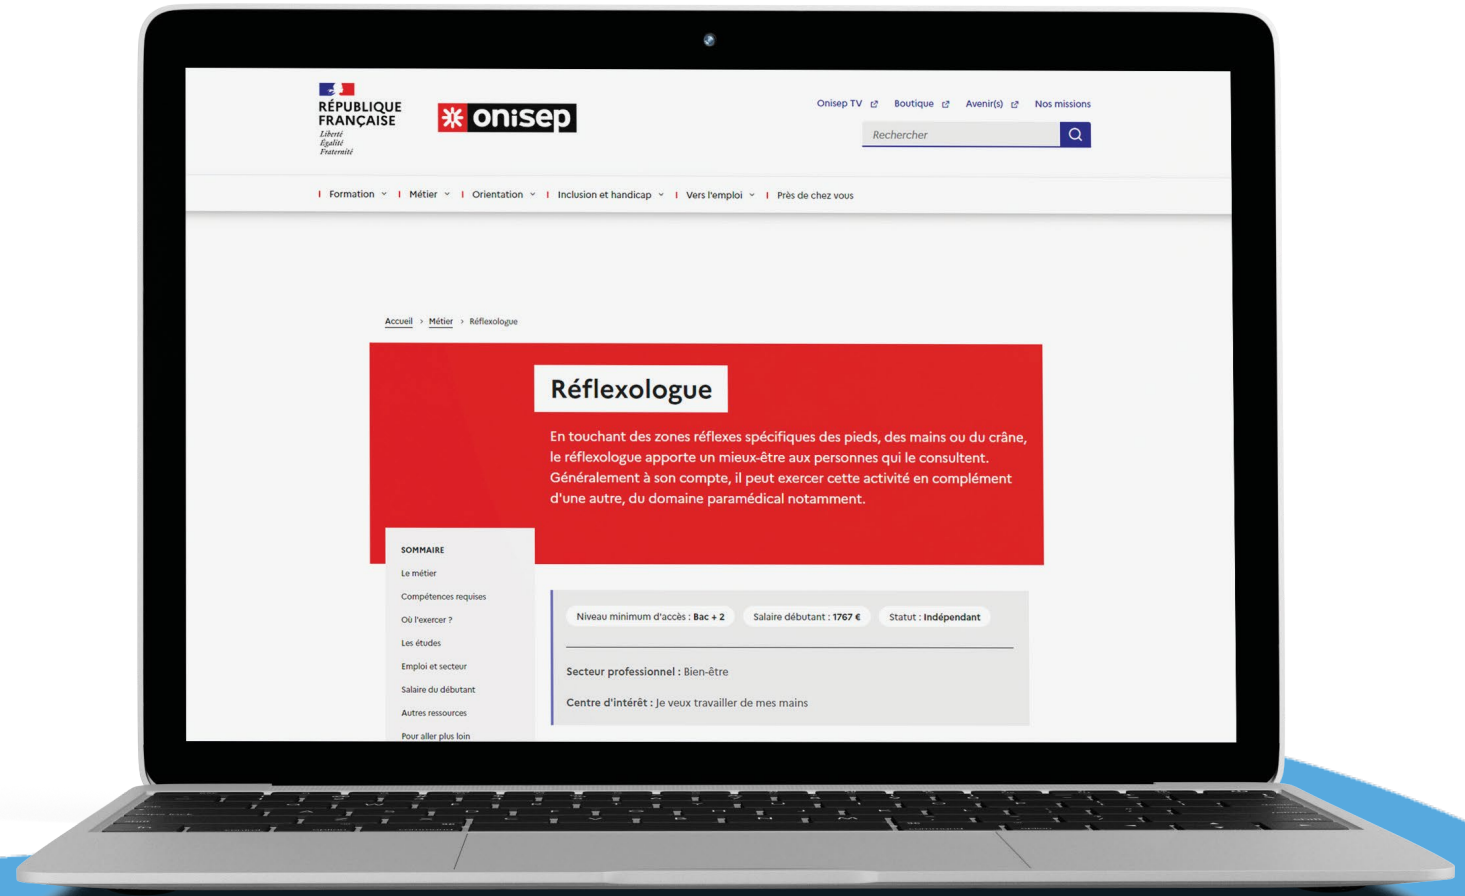 RÉPUBLIQUE
FRANÇAISE
Liberté
Égalité
Fraternité
onisep
Onisep TV Boutique Avenir(s) Nos missions
Rechercher
Formation Métier Orientation Inclusion et handicap Vers l'emploi Près de chez vous
Accueil > Métier > Réflexologue
Réflexologue
En touchant des zones réflexes spécifiques des pieds, des mains ou du crâne,
le réflexologue apporte un mieux-être aux personnes qui le consultent.
Généralement à son compte, il peut exercer cette activité en complément
d'une autre, du domaine paramédical notamment.
SOMMAIRE
Le métier
Compétences requises
Où l'exercer ?
Les études
Emploi et secteur
Salaire du débutant
Autres ressources
Pour aller plus loin
Niveau minimum d'accès : Bac + 2 Salaire débutant : 1767 € Statut : Indépendant
Secteur professionnel : Bien-être
Centre d'intérêt : Je veux travailler de mes mains